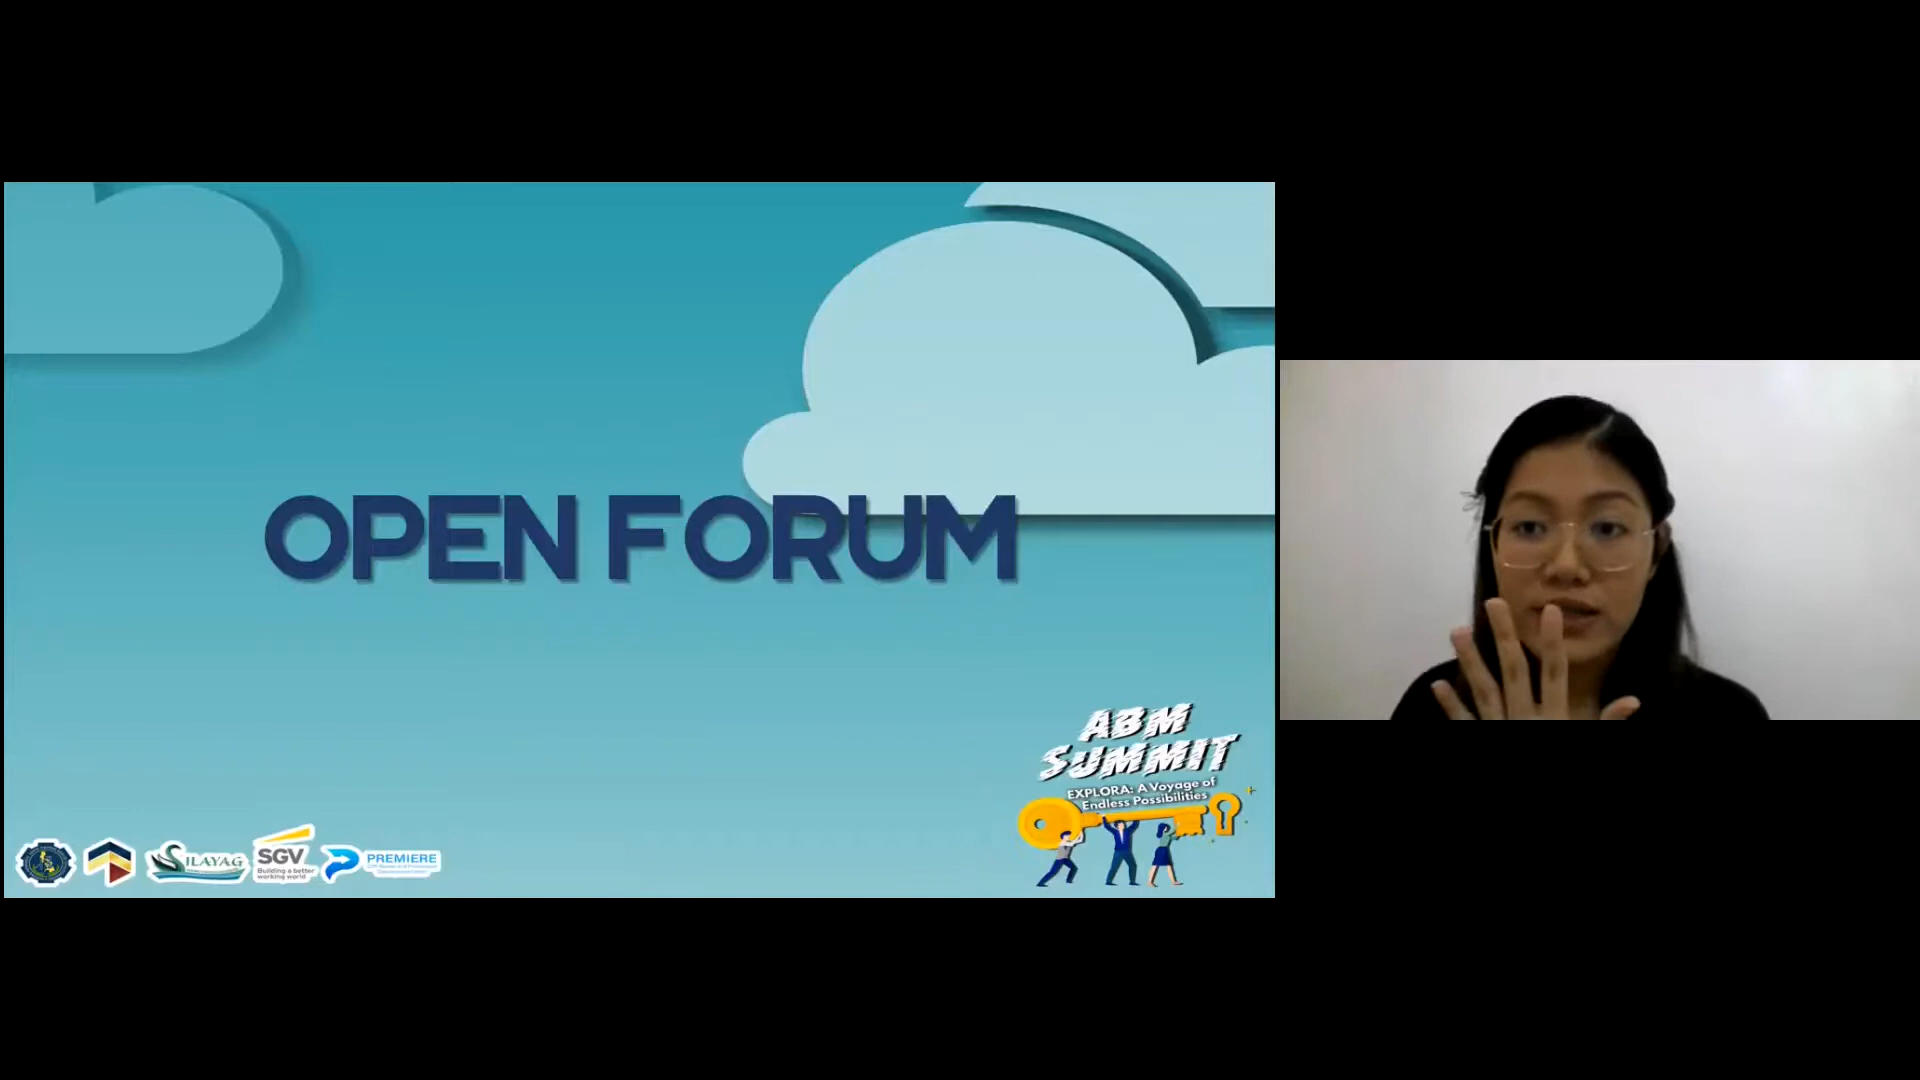 OPEN FORUM
ABM
SUMMIT
EXPLORA: A Voyage of
Endless Possibilities
SILAYAG
SGV
Building a better
working world
PREMIERE